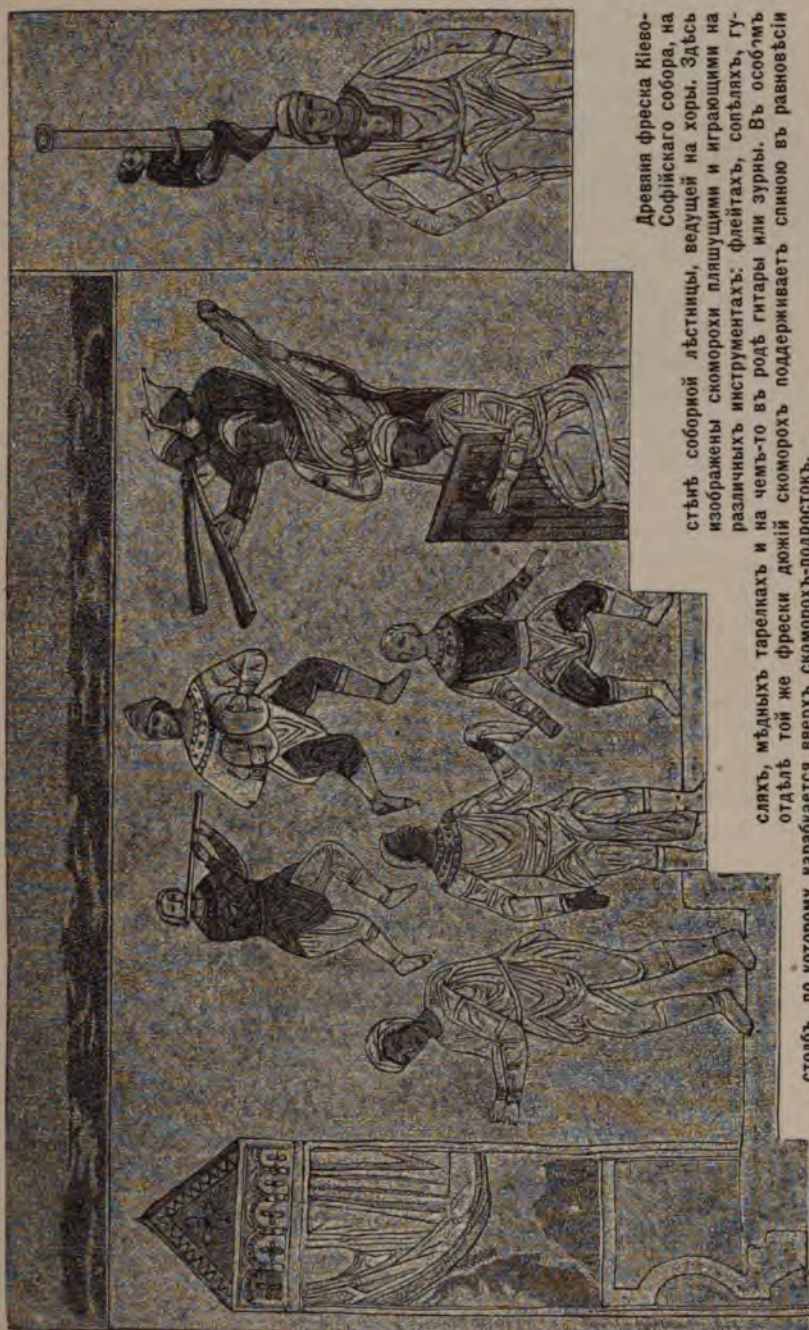 Древняя фреска Кіево-
Софійскаго собора, на
стѣнѣ соборной лѣстницы, ведущей на хоры. Здѣсь
изображены скоморохи пляшущими и играющими на
различныхъ инструментахъ: флейтахъ, сопѣляхъ, гу-
сляхъ, мѣдныхъ тарелкахъ и на чемъ-то въ родѣ гитары или зурны. Въ особомъ
отдѣлѣ той же фрески дюжій скоморохъ поддерживаетъ спиною въ равновѣсіи
столбъ, по которому карабкается вверхъ скоморохъ-подростокъ.